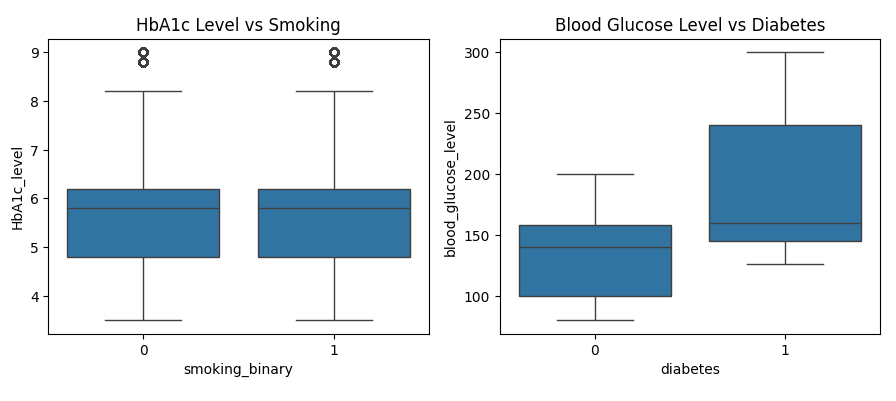 HbA1c Level vs Smoking
9
8
7
6
5
4
HbA1c_level
0
1
smoking_binary
Blood Glucose Level vs Diabetes
300
250
200
150
100
blood_glucose_level
0
1
diabetes